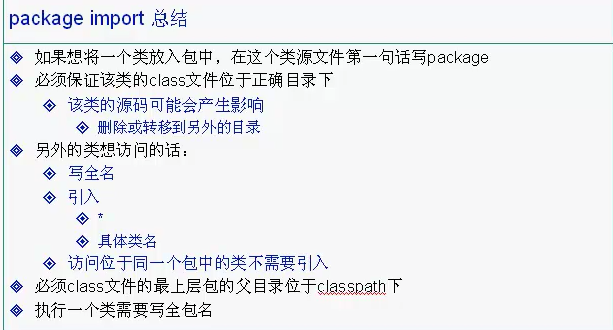 package import 总结
如果想将一个类放入包中，在这个类源文件第一句话写package
必须保证该类的class文件位于正确目录下
该类的源码可能会产生影响
删除或转移到另外的目录
另外的类想访问的话：
写全名
引入
*
具体类名
访问位于同一个包中的类不需要引入
必须class文件的最上层包的父目录位于classpath下
执行一个类需要写全包名